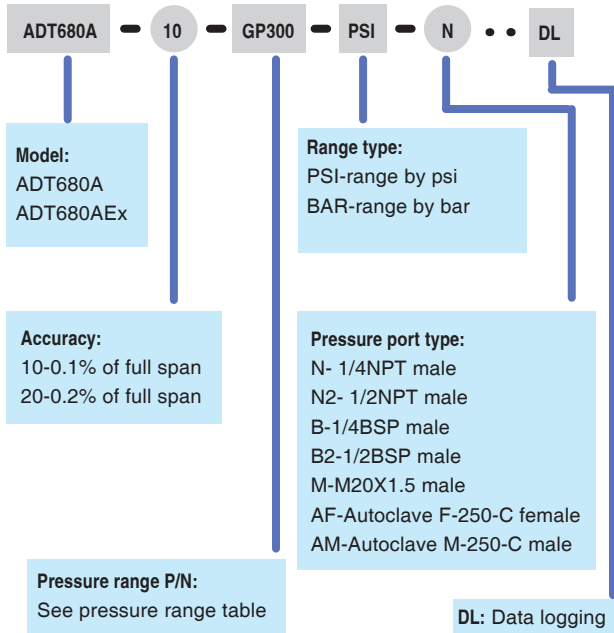 ADT680A - 10 - GP300 - PSI - N • • DL
Model:
ADT680A
ADT680AEx
Range type:
PSI-range by psi
BAR-range by bar
Accuracy:
10-0.1% of full span
20-0.2% of full span
Pressure port type:
N- 1/4NPT male
N2- 1/2NPT male
B-1/4BSP male
B2-1/2BSP male
M-M20X1.5 male
AF-Autoclave F-250-C female
AM-Autoclave M-250-C male
Pressure range P/N:
See pressure range table
DL: Data logging